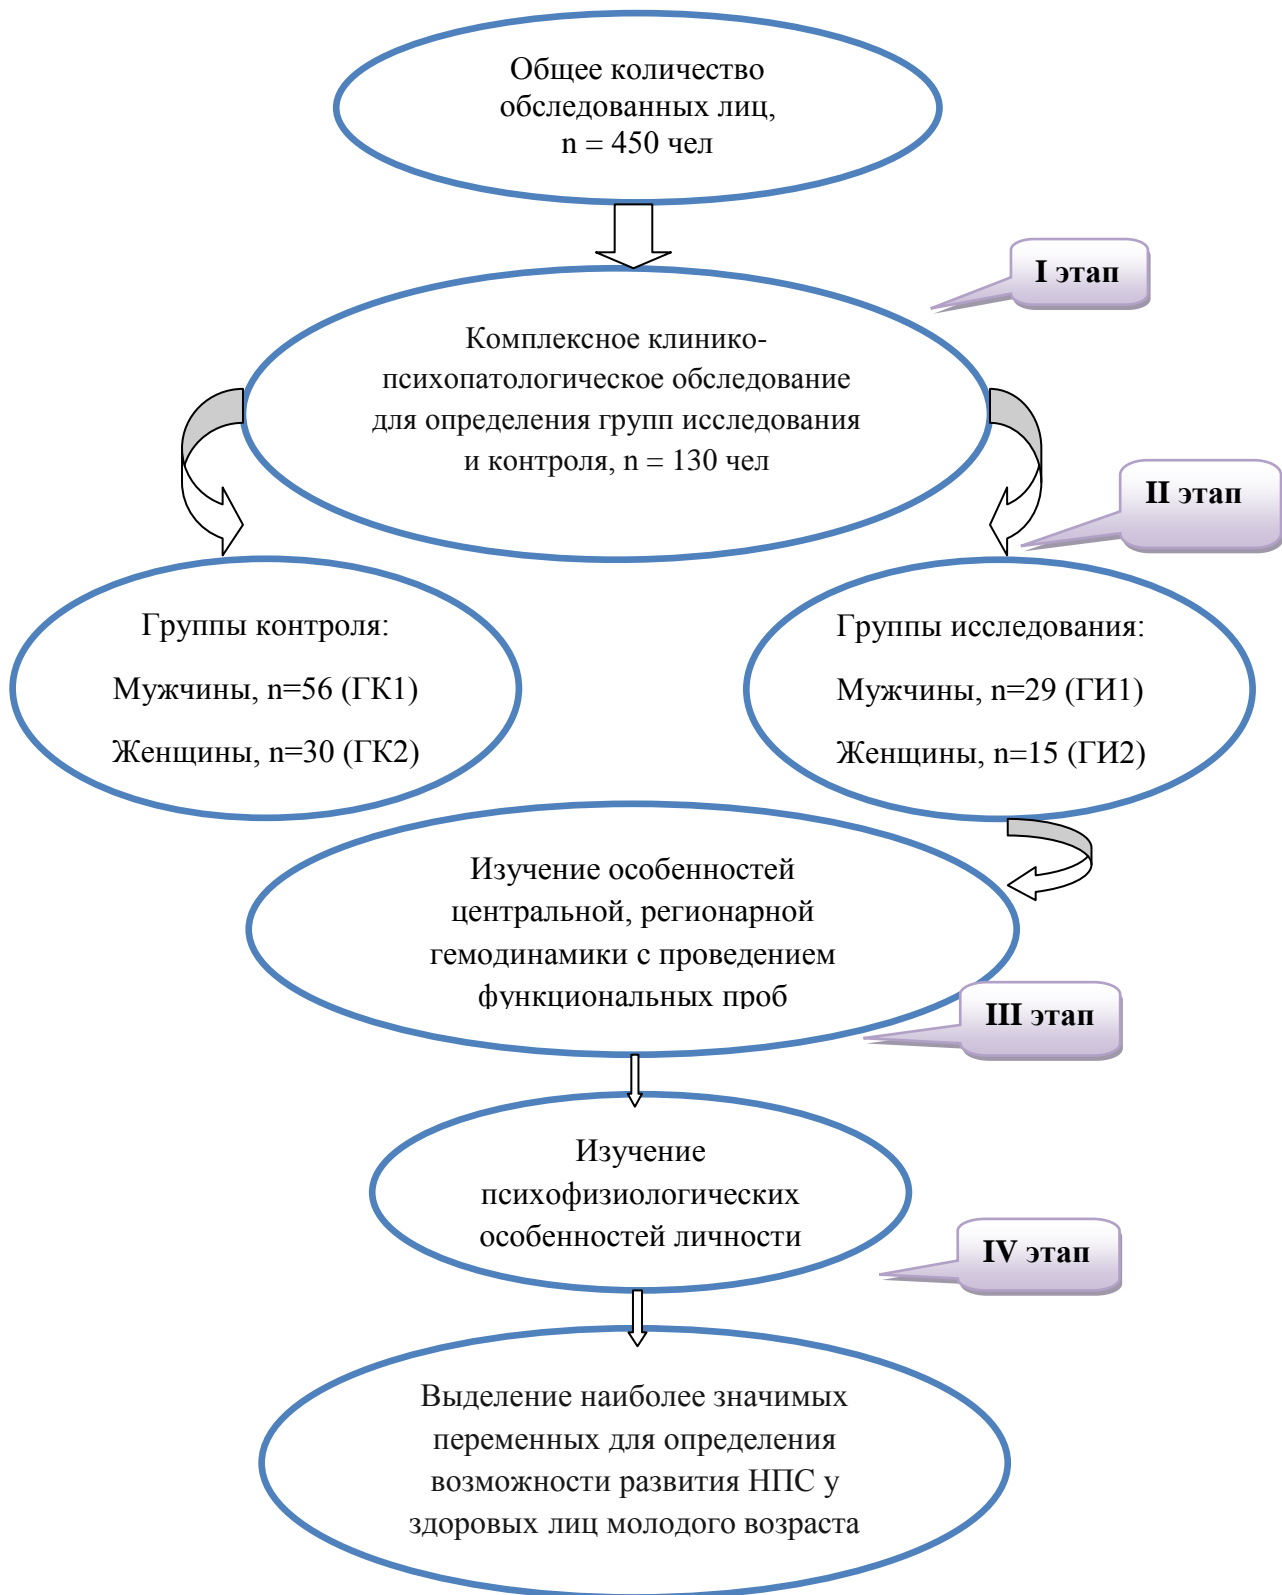 Общее количество
обследованных лиц,
n = 450 чел
I этап
Комплексное клинико-
психопатологическое обследование
для определения групп исследования
и контроля, n = 130 чел
II этап
Группы контроля:
Мужчины, n=56 (ГК1)
Женщины, n=30 (ГК2)
Группы исследования:
Мужчины, n=29 (ГИ1)
Женщины, n=15 (ГИ2)
Изучение особенностей
центральной, регионарной
гемодинамики с проведением
функциональных проб
III этап
Изучение
психофизиологических
особенностей личности
IV этап
Выделение наиболее значимых
переменных для определения
возможности развития НПС у
здоровых лиц молодого возраста